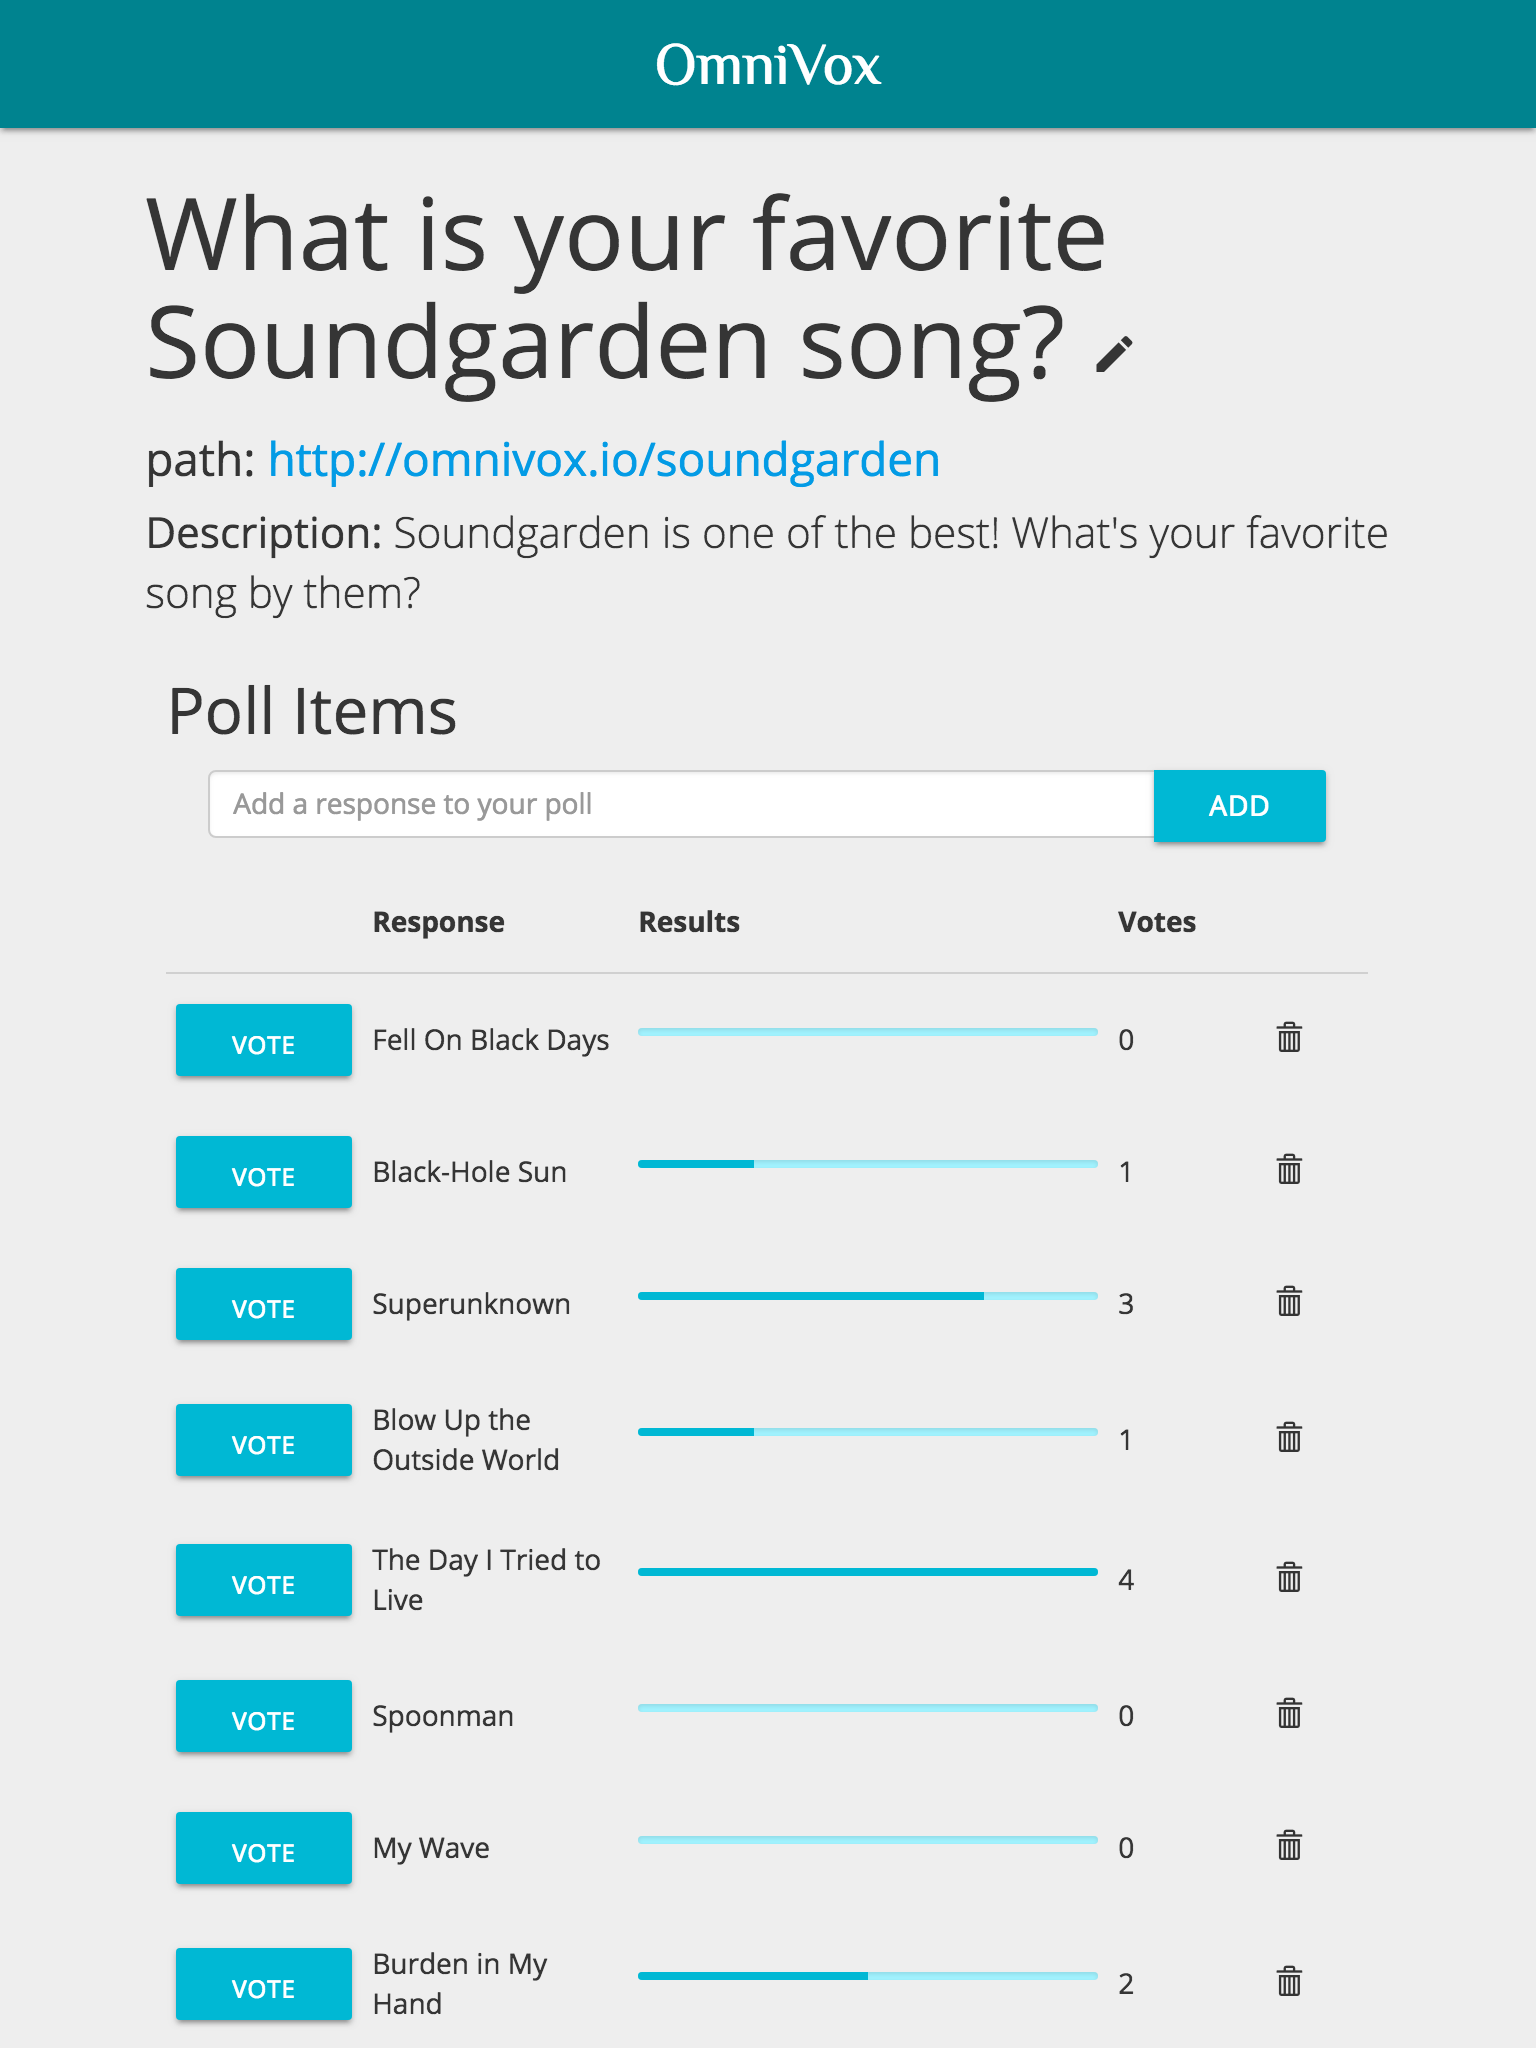 OmniVox
What is your favorite
Soundgarden song?
path: http://omnivox.io/soundgarden
Description: Soundgarden is one of the best! What's your favorite
song by them?
Poll Items
Add a response to your poll ADD
Response Results Votes
VOTE Fell On Black Days 0
VOTE Black-Hole Sun 1
VOTE Superunknown 3
VOTE Blow Up the
Outside World 1
VOTE The Day I Tried to
Live 4
VOTE Spoonman 0
VOTE My Wave 0
VOTE Burden in My
Hand 2